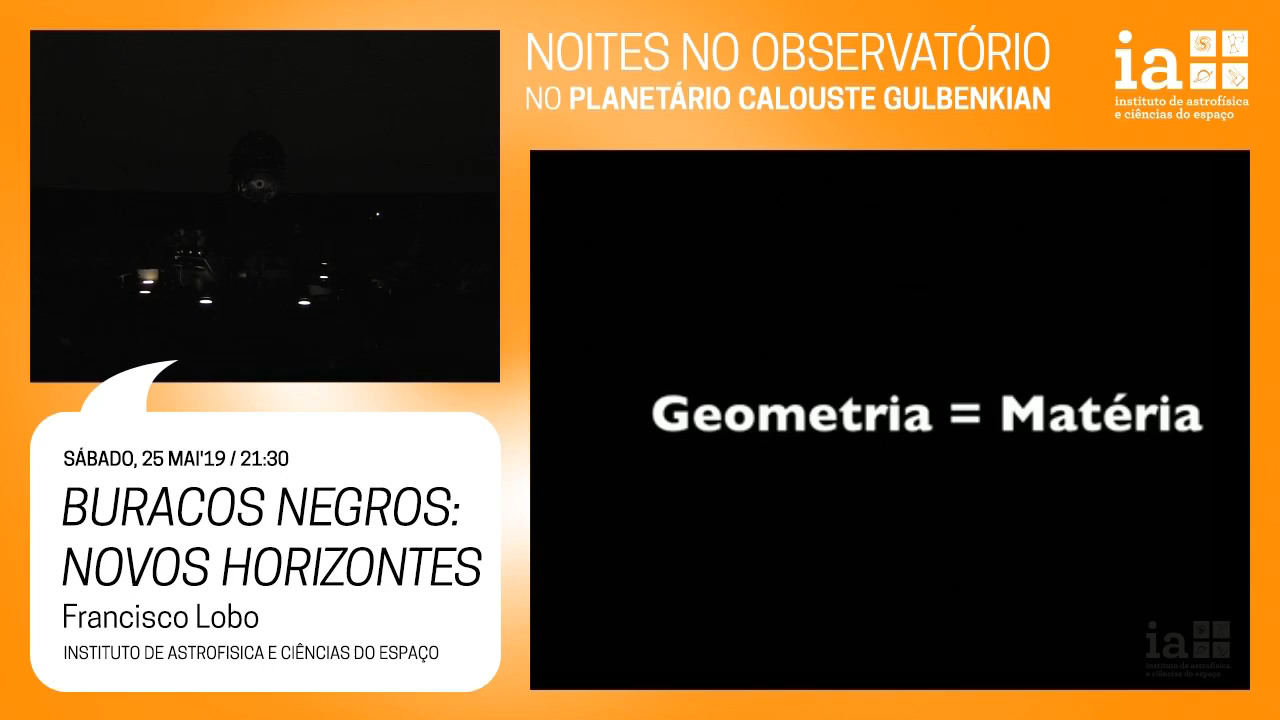 NOITES NO OBSERVATÓRIO
NO PLANETÁRIO CALOUSTE GULBENKIAN
ia
instituto de astrofísica
e ciências do espaço
Geometria = Matéria
SÁBADO, 25 MAI'19 / 21:30
BURACOS NEGROS:
NOVOS HORIZONTES
Francisco Lobo
INSTITUTO DE ASTROFISICA E CIÊNCIAS DO ESPAÇO
ia
instituto de astrofísica
e ciências do espaço